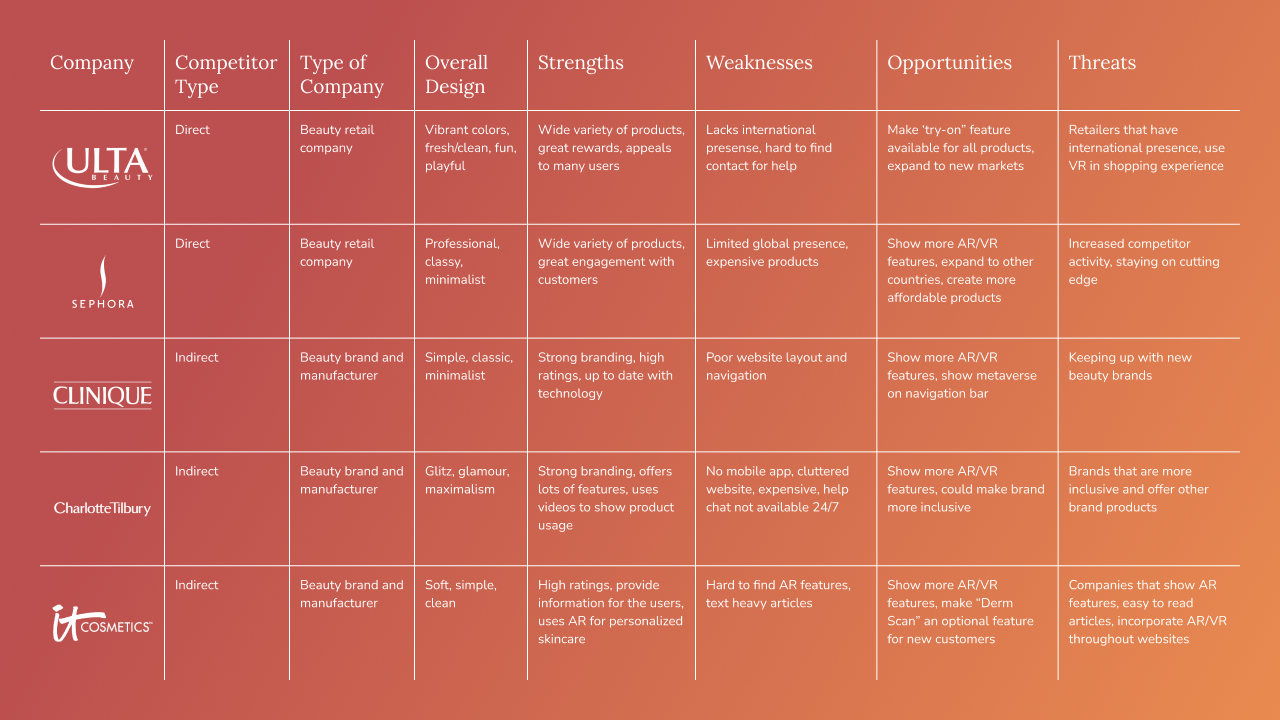 Company
Competitor
Type
Type of
Company
Overall
Design
Strengths
Weaknesses
Opportunities
Threats
ULTA
BEAUTY
Direct
Beauty retail
company
Vibrant colors,
fresh/clean, fun,
playful
Wide variety of products,
great rewards, appeals
to many users
Lacks international
presense, hard to find
contact for help
Make ‘try-on” feature
available for all products,
expand to new markets
Retailers that have
international presence, use
VR in shopping experience
SEPHORA
Direct
Beauty retail
company
Professional,
classy,
minimalist
Wide variety of products,
great engagement with
customers
Limited global presence,
expensive products
Show more AR/VR
features, expand to other
countries, create more
affordable products
Increased competitor
activity, staying on cutting
edge
CLINIQUE
Indirect
Beauty brand and
manufacturer
Simple, classic,
minimalist
Strong branding, high
ratings, up to date with
technology
Poor website layout and
navigation
Show more AR/VR
features, show metaverse
on navigation bar
Keeping up with new
beauty brands
CharlotteTilbury
Indirect
Beauty brand and
manufacturer
Glitz, glamour,
maximalism
Strong branding, offers
lots of features, uses
videos to show product
usage
No mobile app, cluttered
website, expensive, help
chat not available 24/7
Show more AR/VR
features, could make brand
more inclusive
Brands that are more
inclusive and offer other
brand products
it COSMETICS™
Indirect
Beauty brand and
manufacturer
Soft, simple,
clean
High ratings, provide
information for the users,
uses AR for personalized
skincare
Hard to find AR features,
text heavy articles
Show more AR/VR
features, make “Derm
Scan” an optional feature
for new customers
Companies that show AR
features, easy to read
articles, incorporate AR/VR
throughout websites